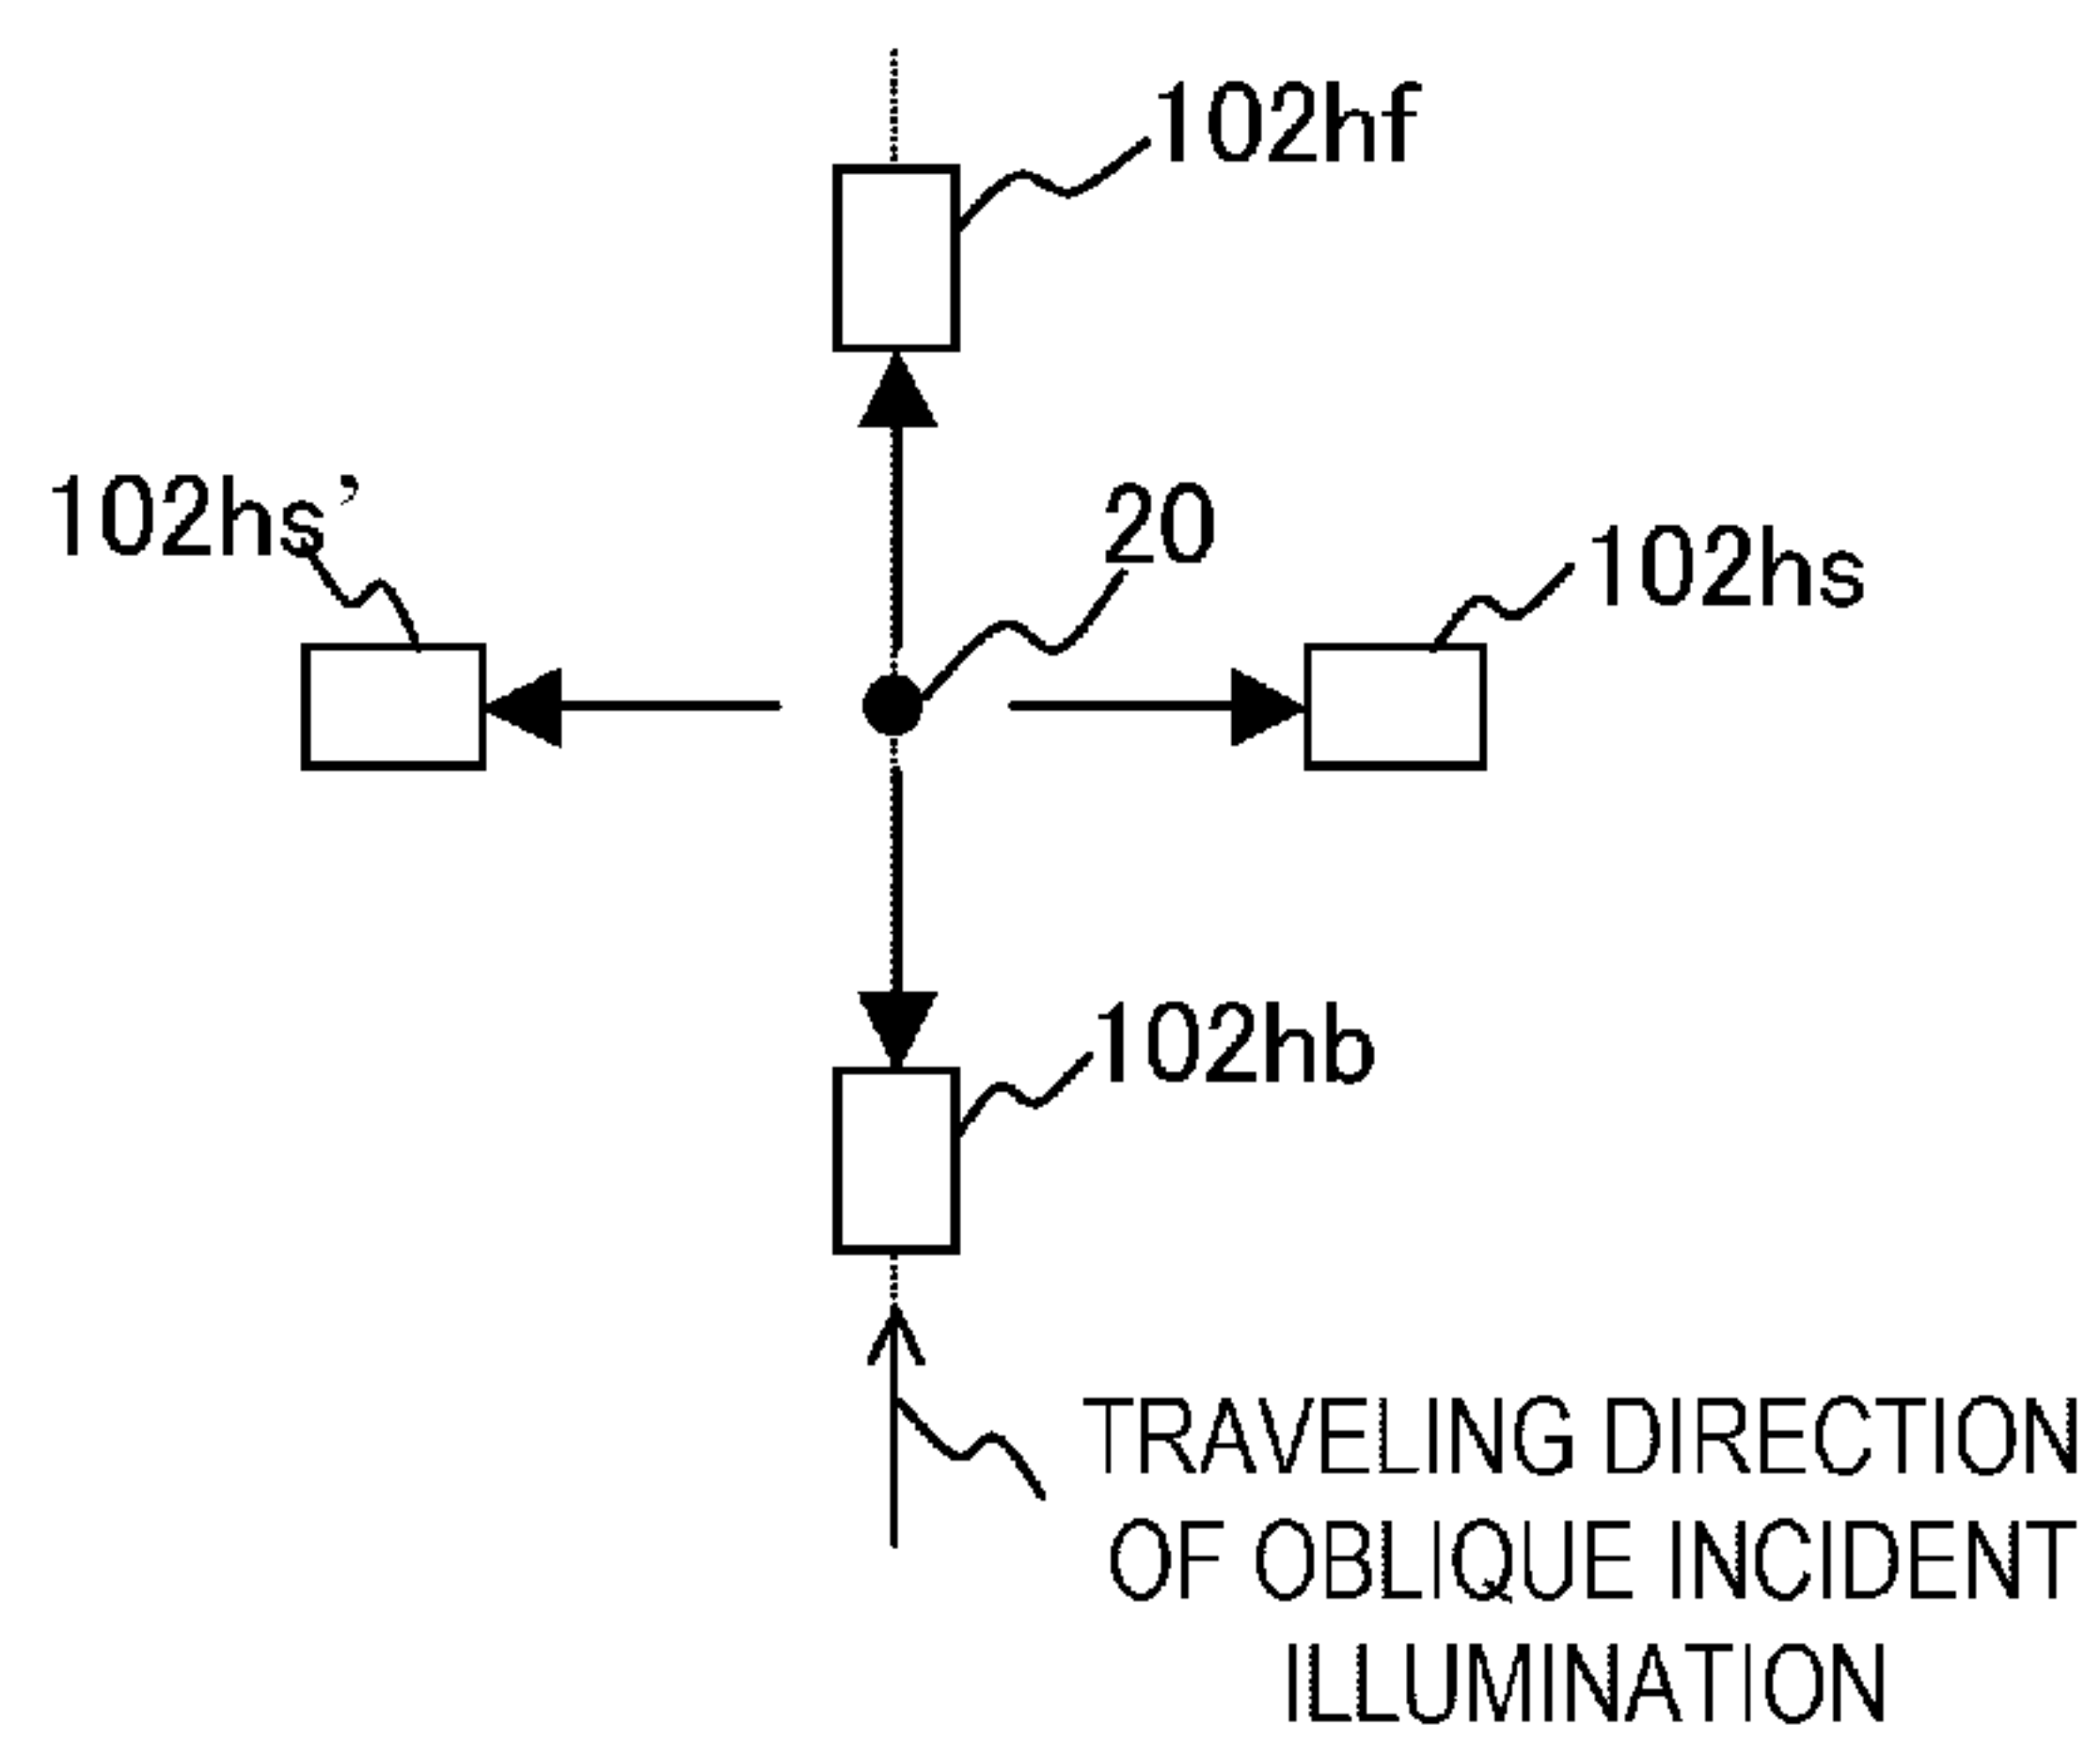 102hf
102hs’
20
102hs
102hb
TRAVELING DIRECTION
OF OBLIQUE INCIDENT
ILLUMINATION